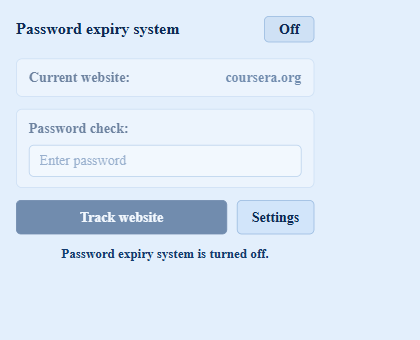 Password expiry system
Off
Current website:
coursera.org
Password check:
Enter password
Track website
Settings
Password expiry system is turned off.